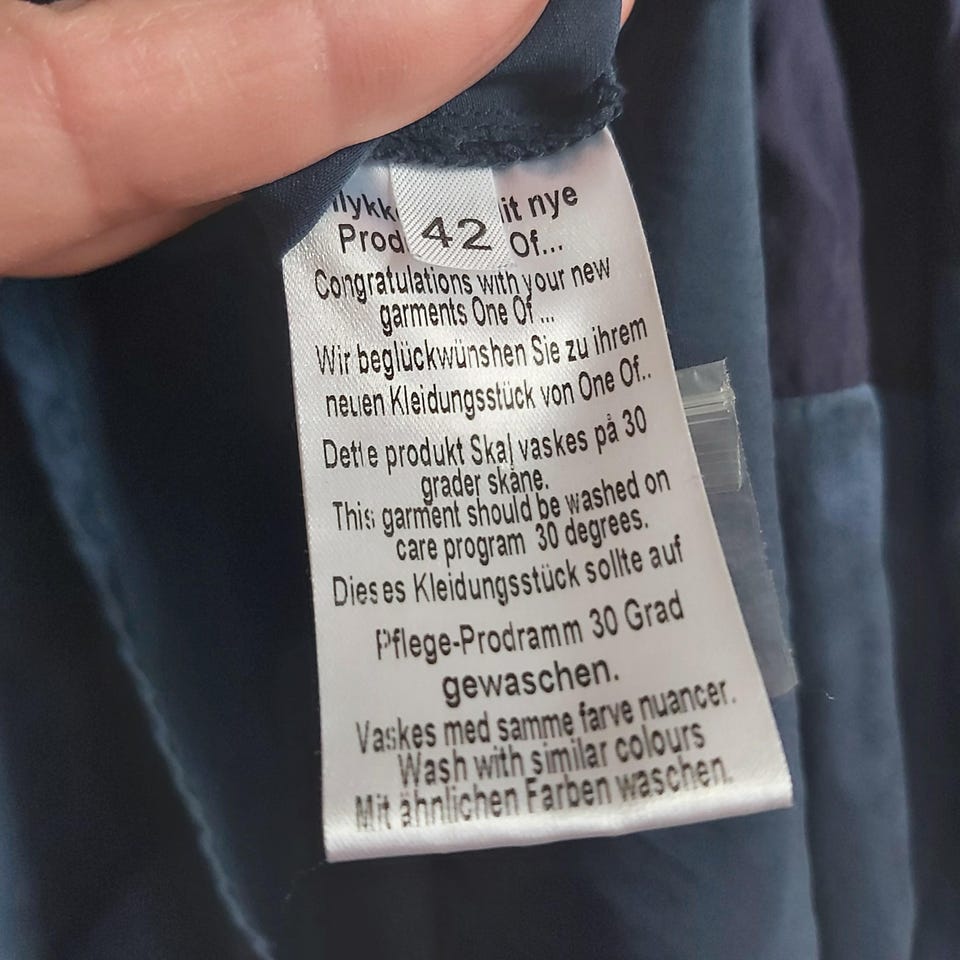 it nye
42
Prod Of...
Congratulations with your new
garments One Of ...
Wir beglückwünshen Sie zu ihrem
neuen Kleidungsstück von One Of..
Dette produkt Skal vaskes på 30
grader skåne.
This garment should be washed on
care program 30 degrees.
Dieses Kleidungsstück sollte auf
Pflege-Prodramm 30 Grad
gewaschen.
Vaskes med samme farve nuancer.
Wash with similar colours
Mit ähnlichen Farben waschen.